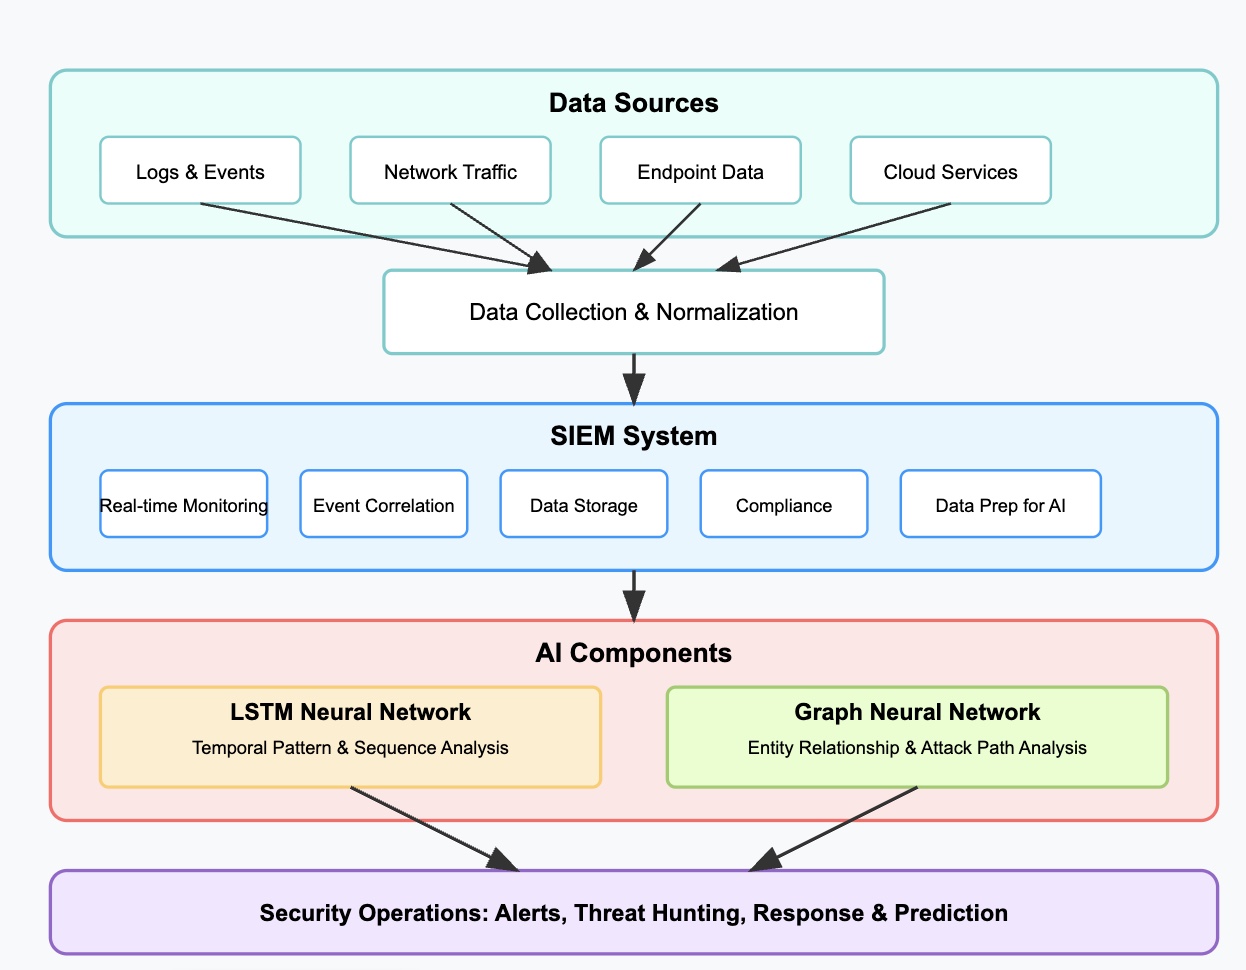 Data Sources
Logs & Events
Network Traffic
Endpoint Data
Cloud Services
Data Collection & Normalization
SIEM System
Real-time Monitoring
Event Correlation
Data Storage
Compliance
Data Prep for AI
AI Components
LSTM Neural Network
Temporal Pattern & Sequence Analysis
Graph Neural Network
Entity Relationship & Attack Path Analysis
Security Operations: Alerts, Threat Hunting, Response & Prediction